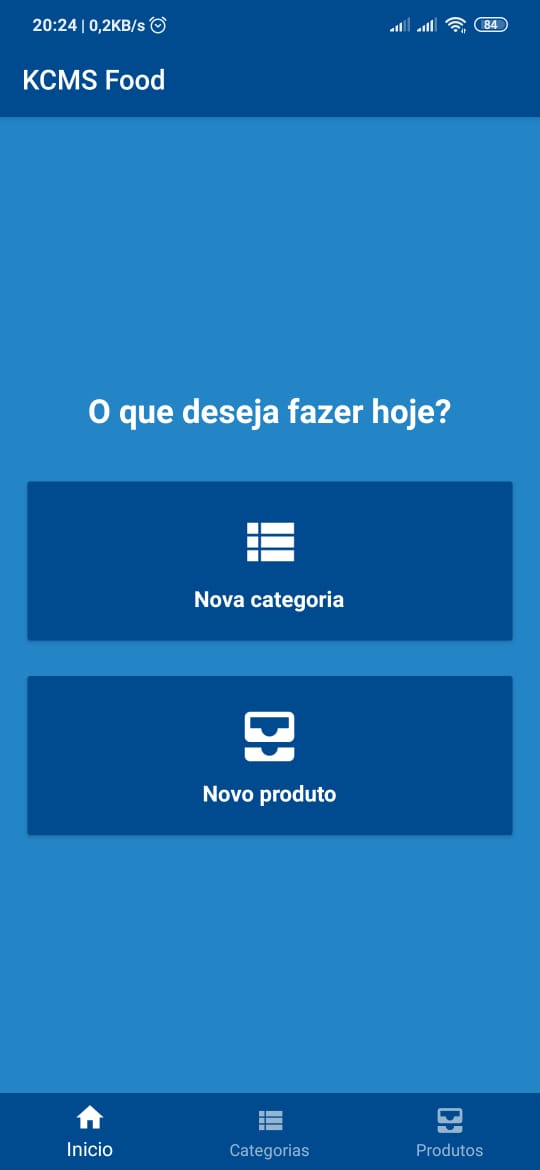 20:24 | 0,2KB/s
84
KCMS Food
O que deseja fazer hoje?
Nova categoria
Novo produto
Inicio
Categorias
Produtos